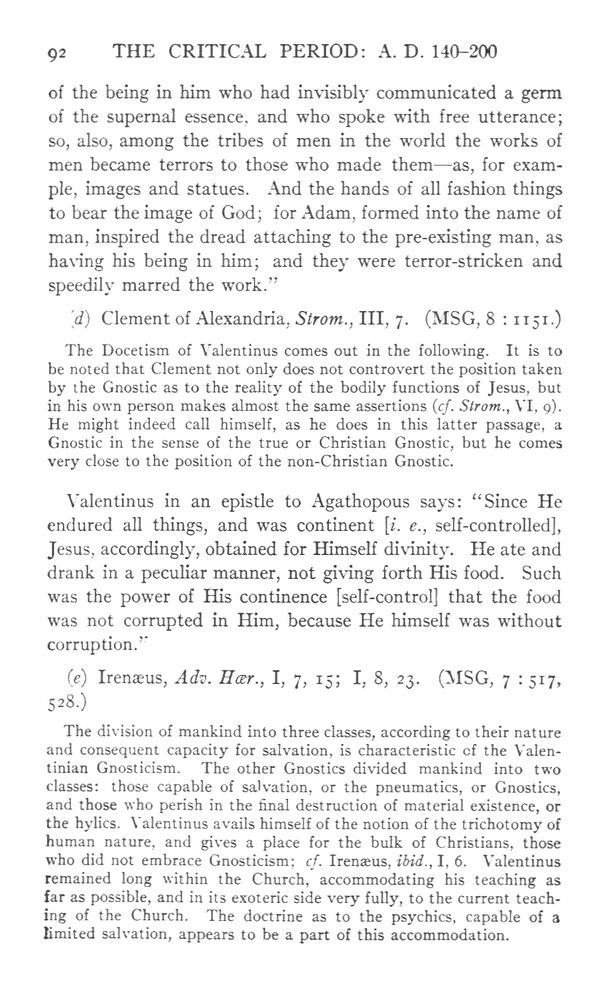 92 THE CRITICAL PERIOD: A. D. 140–200
of the being in him who had invisibly communicated a germ
of the supernal essence, and who spoke with free utterance;
so, also, among the tribes of men in the world the works of
men became terrors to those who made them—as, for exam-
ple, images and statues. And the hands of all fashion things
to bear the image of God; for Adam, formed into the name of
man, inspired the dread attaching to the pre-existing man, as
having his being in him; and they were terror-stricken and
speedily marred the work.”
(d) Clement of Alexandria, Strom., III, 7. (MSG, 8 : 1151.)
The Docetism of Valentinus comes out in the following. It is to
be noted that Clement not only does not controvert the position taken
by the Gnostic as to the reality of the bodily functions of Jesus, but
in his own person makes almost the same assertions (cf. Strom., VI, 9).
He might indeed call himself, as he does in this latter passage, a
Gnostic in the sense of the true or Christian Gnostic, but he comes
very close to the position of the non-Christian Gnostic.
Valentinus in an epistle to Agathopous says: “Since He
endured all things, and was continent [i. e., self-controlled],
Jesus, accordingly, obtained for Himself divinity. He ate and
drank in a peculiar manner, not giving forth His food. Such
was the power of His continence [self-control] that the food
was not corrupted in Him, because He himself was without
corruption.”
(e) Irenæus, Adv. Hær., I, 7, 15; I, 8, 23. (MSG, 7 : 517,
528.)
The division of mankind into three classes, according to their nature
and consequent capacity for salvation, is characteristic of the Valen-
tinian Gnosticism. The other Gnostics divided mankind into two
classes: those capable of salvation, or the pneumatics, or Gnostics,
and those who perish in the final destruction of material existence, or
the hylics. Valentinus avails himself of the notion of the trichotomy of
human nature, and gives a place for the bulk of Christians, those
who did not embrace Gnosticism; cf. Irenæus, ibid., I, 6. Valentinus
remained long within the Church, accommodating his teaching as
far as possible, and in its exoteric side very fully, to the current teach-
ing of the Church. The doctrine as to the psychics, capable of a
limited salvation, appears to be a part of this accommodation.